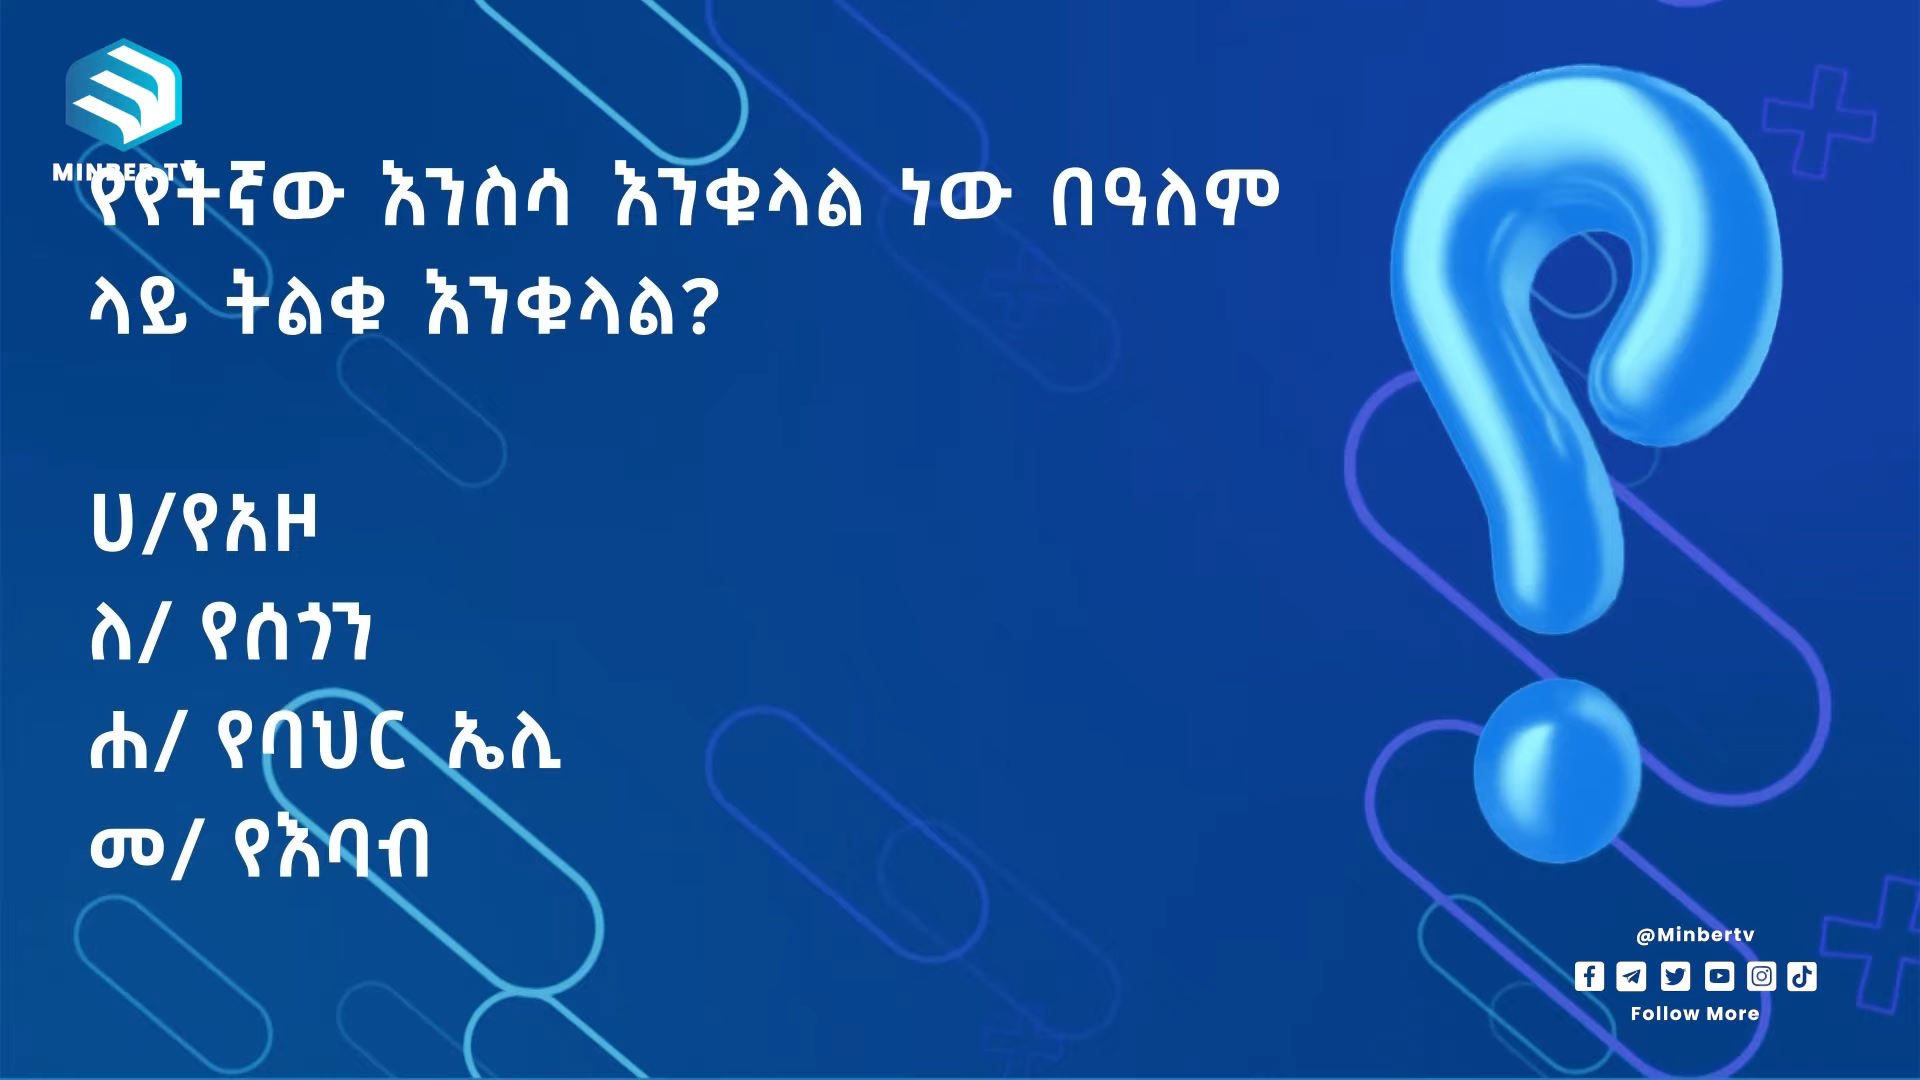 MINBER TV
የየትኛው እንስሳ እንቁላል ነው በዓለም
ላይ ትልቁ እንቁላል?
ሀ/የአዞ
ለ/ የሰጎን
ሐ/ የባህር ኤሊ
መ/ የእባብ
@Minbertv
Follow More